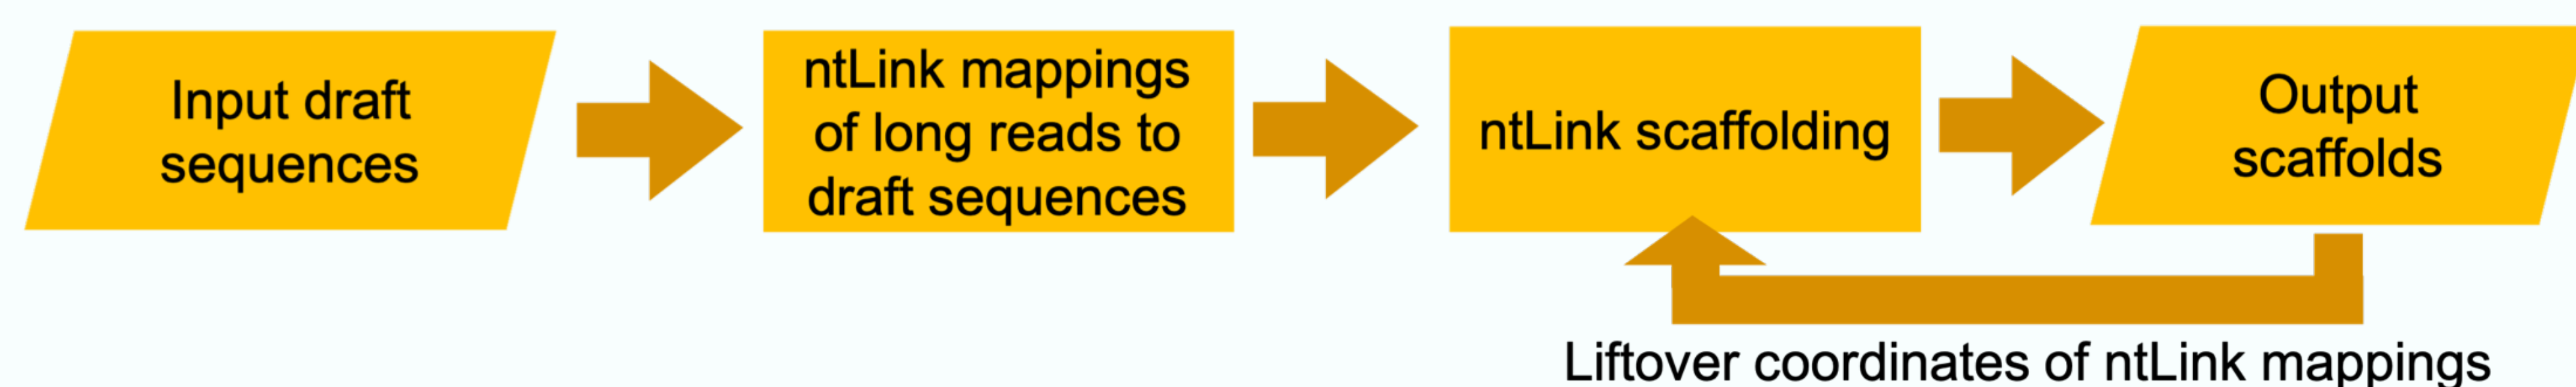 Input draft
sequences
ntLink mappings
of long reads to
draft sequences
ntLink scaffolding
Output
scaffolds
Liftover coordinates of ntLink mappings